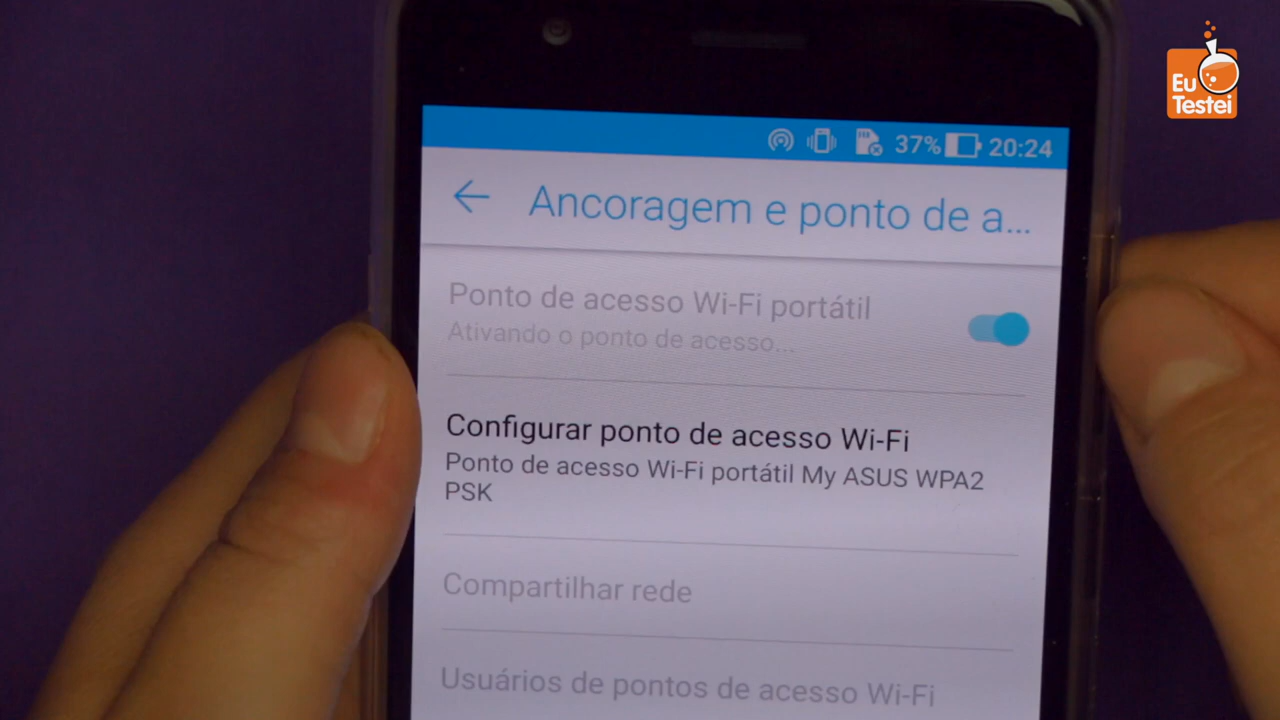 Eu
Testei
37% 20:24
Ancoragem e ponto de a...
Ponto de acesso Wi-Fi portátil
Ativando o ponto de acesso...
Configurar ponto de acesso Wi-Fi
Ponto de acesso Wi-Fi portátil My ASUS WPA2
PSK
Compartilhar rede
Usuários de pontos de acesso Wi-Fi